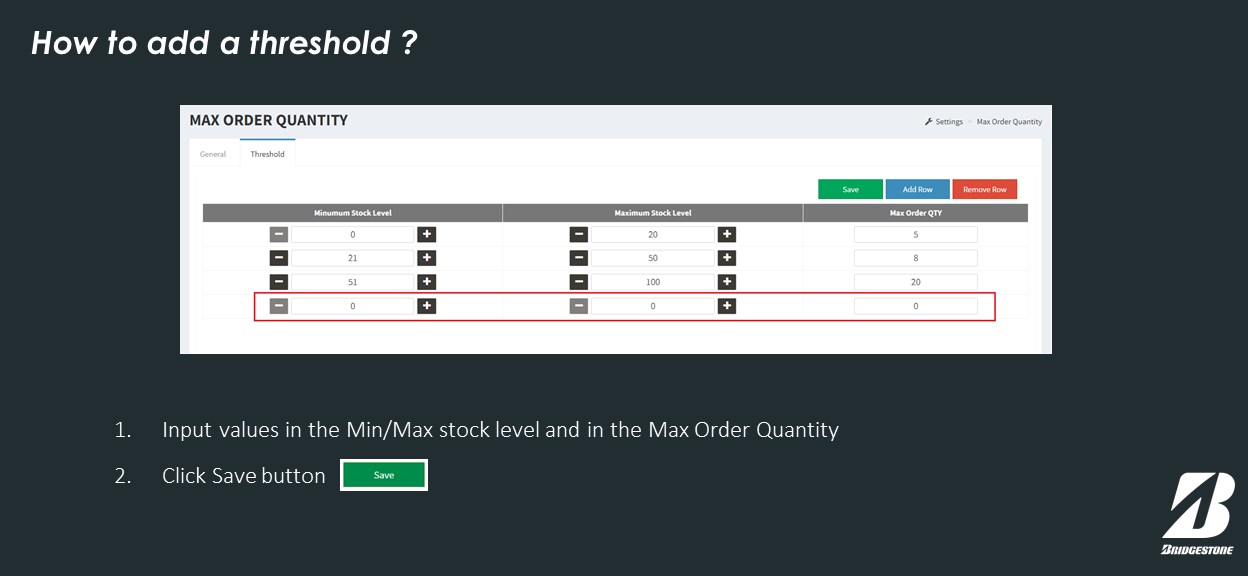 How to add a threshold ?
MAX ORDER QUANTITY
Settings
Max Order Quantity
General
Threshold
Save
Add Row
Remove Row
Minumum Stock Level
Maximum Stock Level
Max Order QTY
0 20 5
21 50 8
51 100 20
0 0 0
1. Input values in the Min/Max stock level and in the Max Order Quantity
2. Click Save button Save
BRIDGESTONE